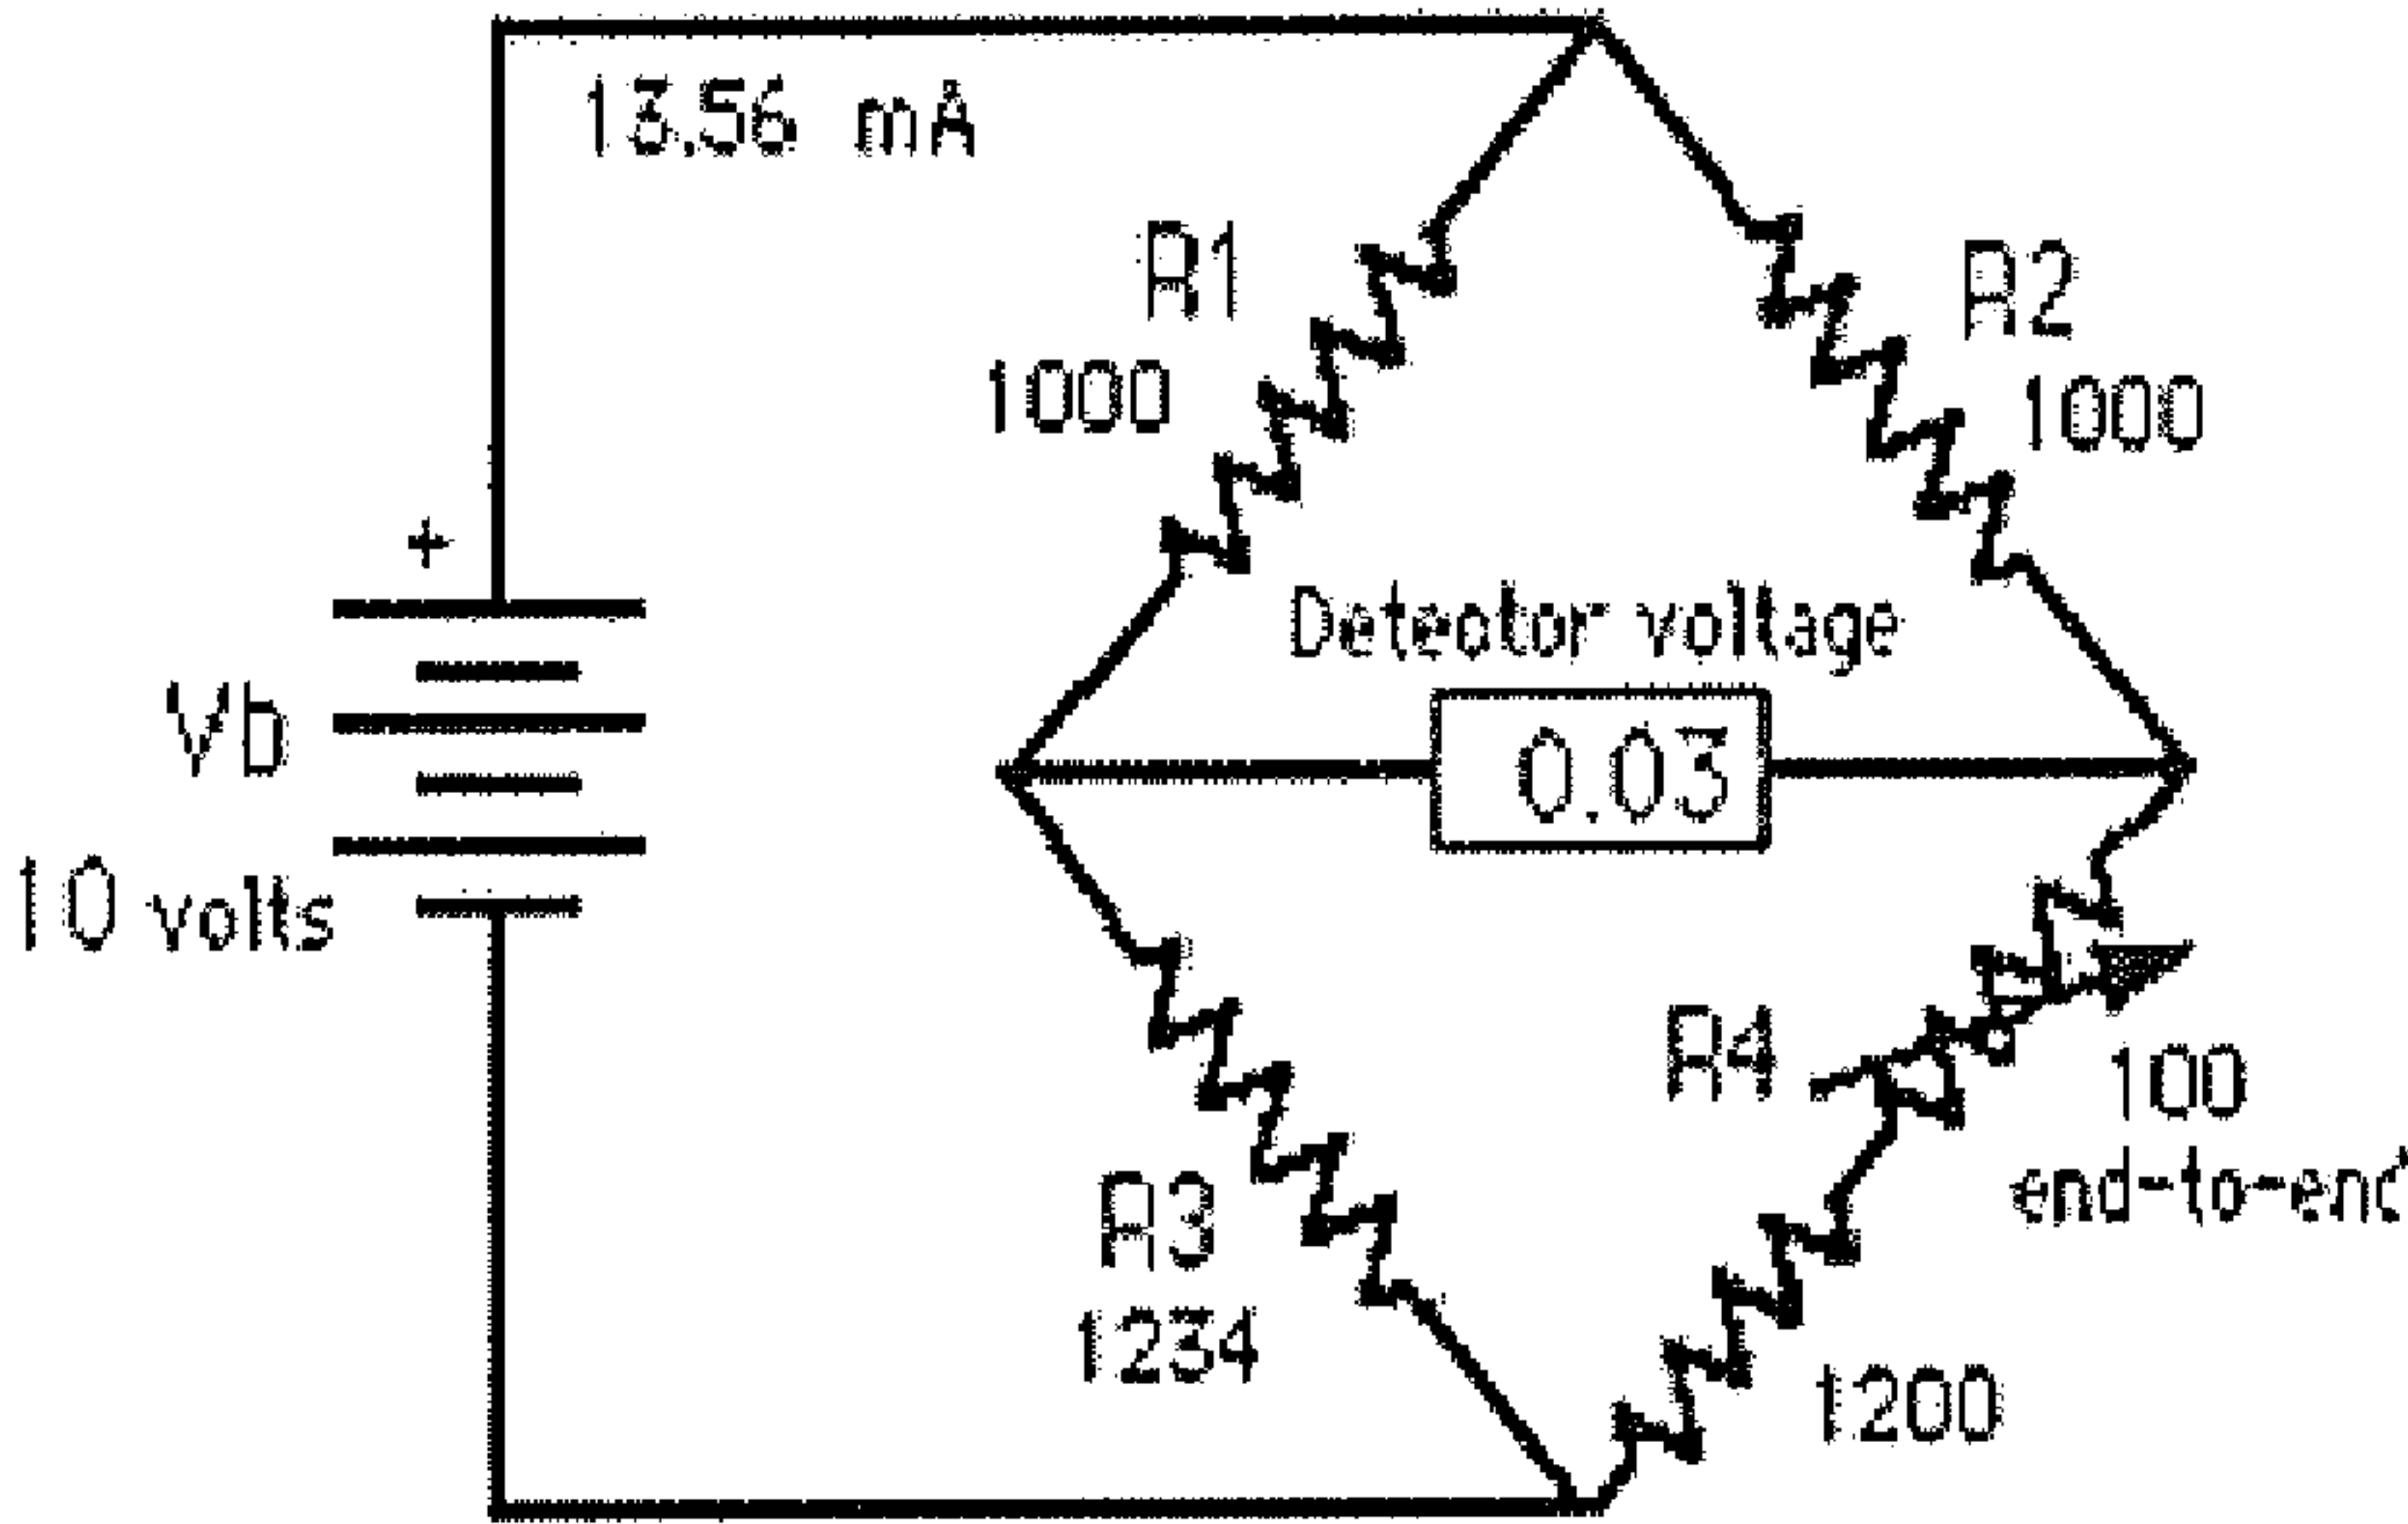 13.56 mA
R1
1000
R2
1000
+
Detector voltage
0.03
Vb
10 volts
R4
100
end-to-end
R3
1234
1200